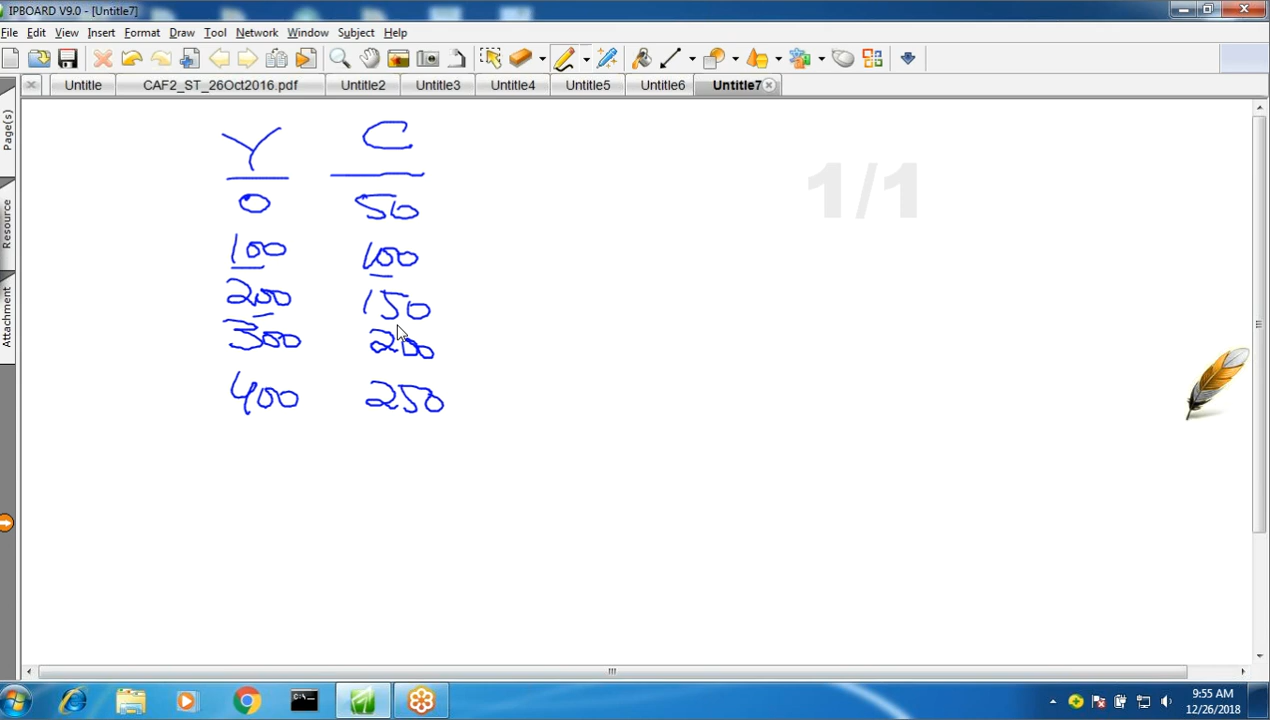 IPBOARD V9.0 - [Untitle7]
File Edit View Insert Format Draw Tool Network Window Subject Help
Untitle CAF2_ST_26Oct2016.pdf Untitle2 Untitle3 Untitle4 Untitle5 Untitle6 Untitle7
Page(s)
Resource
Attachment
1/1
Y C
0 50
100 100
200 150
300 200
400 250
9:55 AM
12/26/2018